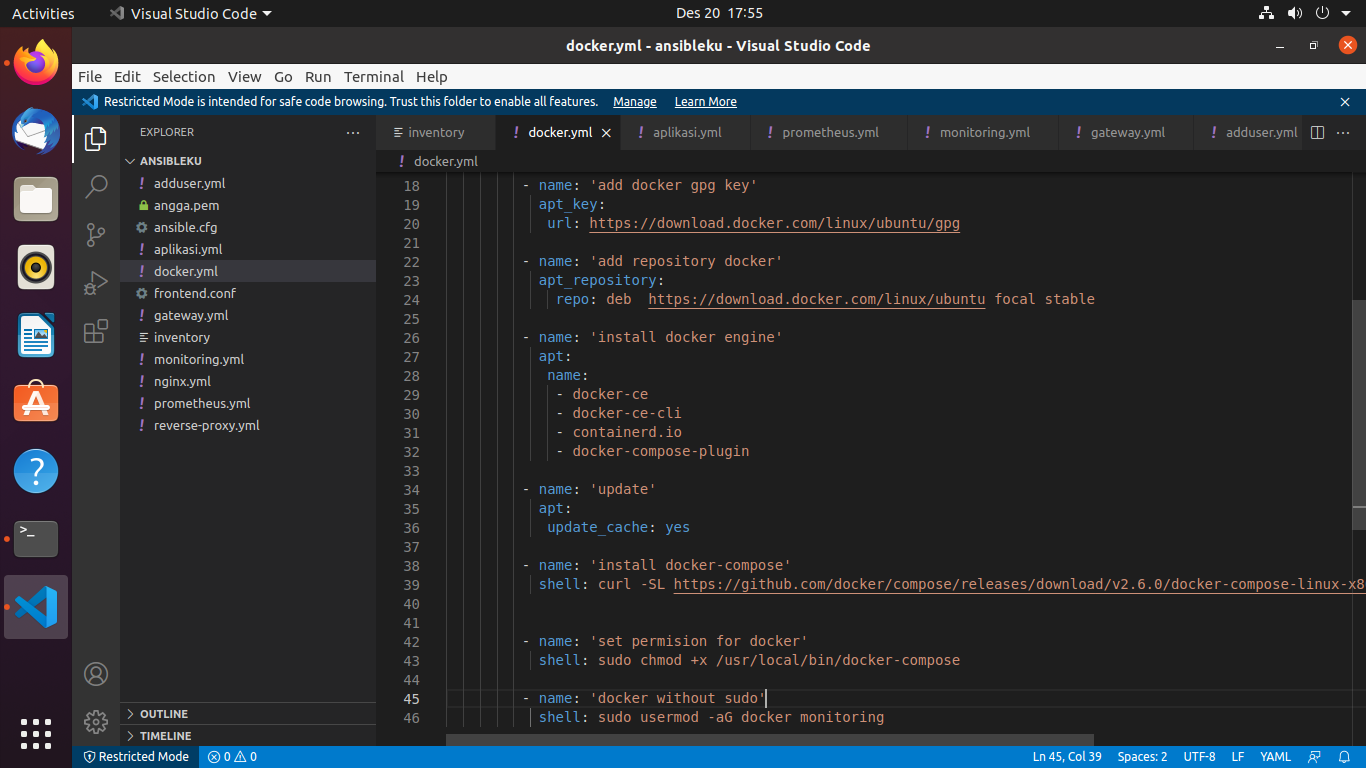 Activities Visual Studio Code Des 20 17:55
docker.yml - ansibleku - Visual Studio Code
File Edit Selection View Go Run Terminal Help
Restricted Mode is intended for safe code browsing. Trust this folder to enable all features. Manage Learn More
EXPLORER
ANSIBLEKU
adduser.yml
angga.pem
ansible.cfg
aplikasi.yml
docker.yml
frontend.conf
gateway.yml
inventory
monitoring.yml
nginx.yml
prometheus.yml
reverse-proxy.yml
OUTLINE
TIMELINE
inventory docker.yml aplikasi.yml prometheus.yml monitoring.yml gateway.yml adduser.yml
docker.yml
18 - name: 'add docker gpg key'
19 apt_key:
20 url: https://download.docker.com/linux/ubuntu/gpg
21
22 - name: 'add repository docker'
23 apt_repository:
24 repo: deb  https://download.docker.com/linux/ubuntu focal stable
25
26 - name: 'install docker engine'
27 apt:
28 name:
29 - docker-ce
30 - docker-ce-cli
31 - containerd.io
32 - docker-compose-plugin
33
34 - name: 'update'
35 apt:
36 update_cache: yes
37
38 - name: 'install docker-compose'
39 shell: curl -SL https://github.com/docker/compose/releases/download/v2.6.0/docker-compose-linux-x8
40
41
42 - name: 'set permision for docker'
43 shell: sudo chmod +x /usr/local/bin/docker-compose
44
45 - name: 'docker without sudo'
46 shell: sudo usermod -aG docker monitoring
Restricted Mode 0 0 Ln 45, Col 39 Spaces: 2 UTF-8 LF YAML